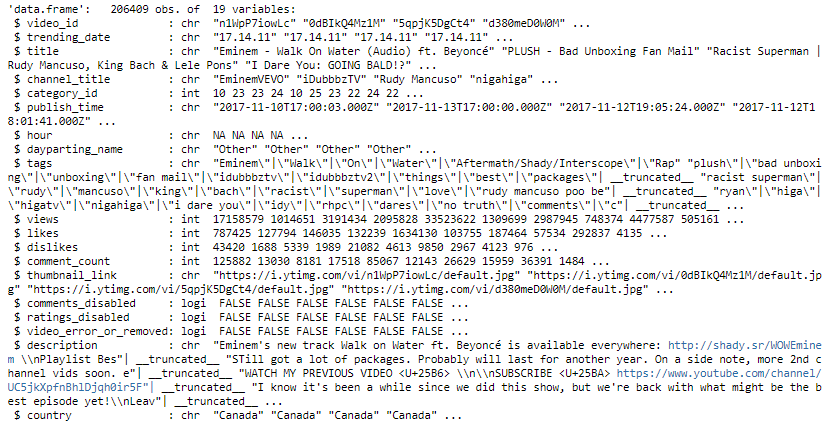 'data.frame':   206409 obs. of  19 variables:
 $ video_id              : chr  "n1WpP7iowLc" "0dBIkQ4Mz1M" "5qpjK5DgCt4" "d380meD0W0M" ...
 $ trending_date         : chr  "17.14.11" "17.14.11" "17.14.11" "17.14.11" ...
 $ title                 : chr  "Eminem - Walk On Water (Audio) ft. Beyoncé" "PLUSH - Bad Unboxing Fan Mail" "Racist Superman |
Rudy Mancuso, King Bach & Lele Pons" "I Dare You: GOING BALD!?" ...
 $ channel_title         : chr  "EminemVEVO" "iDubbbzTV" "Rudy Mancuso" "nigahiga" ...
 $ category_id           : int  10 23 23 24 10 25 23 22 24 22 ...
 $ publish_time          : chr  "2017-11-10T17:00:03.000Z" "2017-11-13T17:00:00.000Z" "2017-11-12T19:05:24.000Z" "2017-11-12T1
8:01:41.000Z" ...
 $ hour                  : chr  NA NA NA NA ...
 $ dayparting_name       : chr  "Other" "Other" "Other" "Other" ...
 $ tags                  : chr  "Eminem\"|\"Walk\"|\"On\"|\"Water\"|\"Aftermath/Shady/Interscope\"|\"Rap" "plush\"|\"bad unboxi
ng\"|\"unboxing\"|\"fan mail\"|\"idubbbztv\"|\"idubbbztv2\"|\"things\"|\"best\"|\"packages\"| __truncated__ "racist superman\"|
\"rudy\"|\"mancuso\"|\"king\"|\"bach\"|\"racist\"|\"superman\"|\"love\"|\"rudy mancuso poo be"| __truncated__ "ryan\"|\"higa\"|
\"higatv\"|\"nigahiga\"|\"i dare you\"|\"idy\"|\"rhpc\"|\"dares\"|\"no truth\"|\"comments\"|\"c"| __truncated__ ...
 $ views                 : int  17158579 1014651 3191434 2095828 33523622 1309699 2987945 748374 4477587 505161 ...
 $ likes                 : int  787425 127794 146035 132239 1634130 103755 187464 57534 292837 4135 ...
 $ dislikes              : int  43420 1688 5339 1989 21082 4613 9850 2967 4123 976 ...
 $ comment_count         : int  125882 13030 8181 17518 85067 12143 26629 15959 36391 1484 ...
 $ thumbnail_link        : chr  "https://i.ytimg.com/vi/n1WpP7iowLc/default.jpg" "https://i.ytimg.com/vi/0dBIkQ4Mz1M/default.jp
g" "https://i.ytimg.com/vi/5qpjK5DgCt4/default.jpg" "https://i.ytimg.com/vi/d380meD0W0M/default.jpg" ...
 $ comments_disabled     : logi  FALSE FALSE FALSE FALSE FALSE FALSE ...
 $ ratings_disabled      : logi  FALSE FALSE FALSE FALSE FALSE FALSE ...
 $ video_error_or_removed: logi  FALSE FALSE FALSE FALSE FALSE FALSE ...
 $ description           : chr  "Eminem's new track Walk on Water ft. Beyoncé is available everywhere: http://shady.sr/WOWEmine
m \\nPlaylist Bes"| __truncated__ "STill got a lot of packages. Probably will last for another year. On a side note, more 2nd c
hannel vids soon. e"| __truncated__ "WATCH MY PREVIOUS VIDEO <U+25B6> \\n\\nSUBSCRIBE <U+25BA> https://www.youtube.com/channel/
UC5jkXpfnBhlDjqh0ir5F"| __truncated__ "I know it's been a while since we did this show, but we're back with what might be the b
est episode yet!\\nLeav"| __truncated__ ...
 $ country               : chr  "Canada" "Canada" "Canada" "Canada" ...